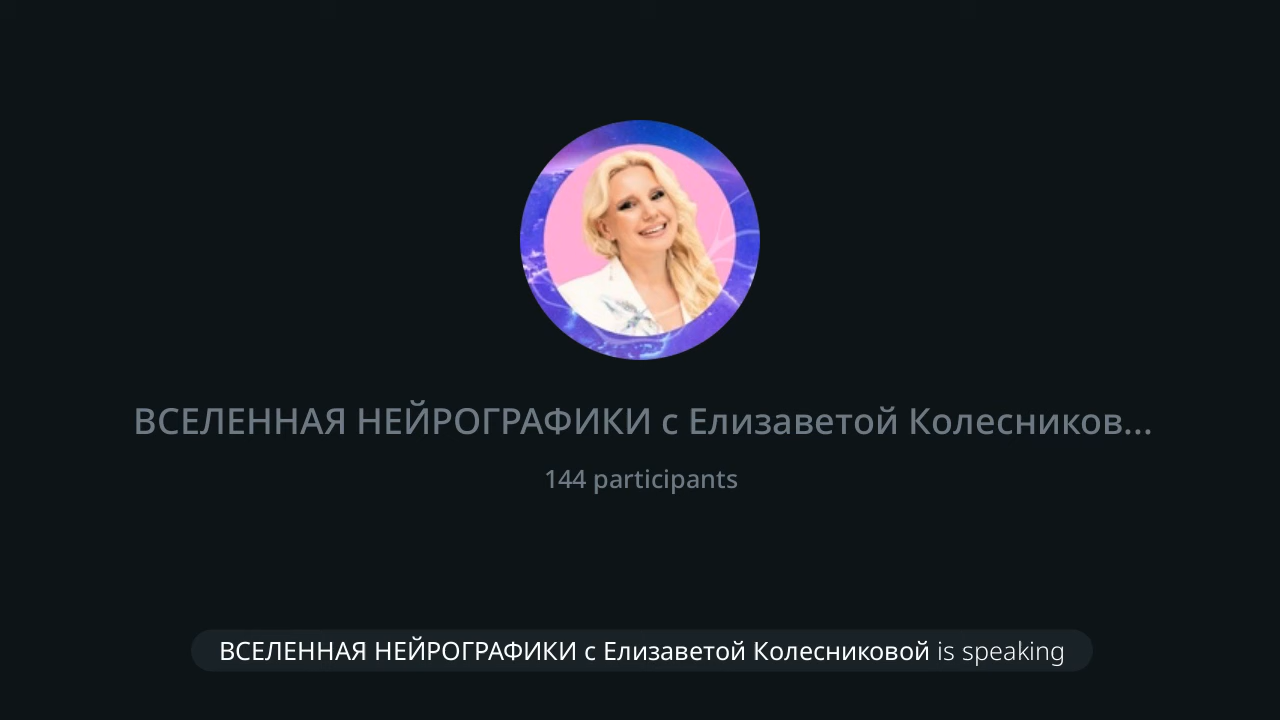 ВСЕЛЕННАЯ НЕЙРОГРАФИКИ с Елизаветой Колесников...
144 participants
ВСЕЛЕННАЯ НЕЙРОГРАФИКИ с Елизаветой Колесниковой is speaking